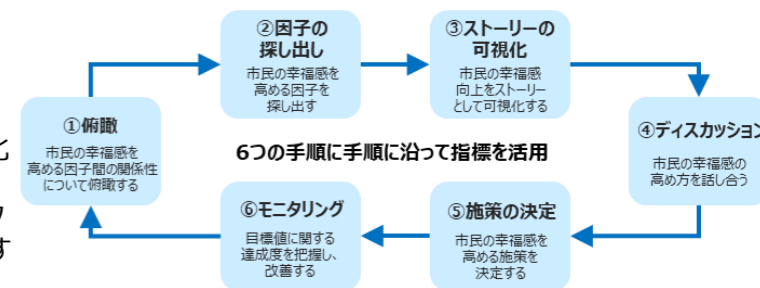 ②因子の
探し出し
市民の幸福感を
高める因子を
探し出す
③ストーリーの
可視化
市民の幸福感
向上をストーリー
として可視化する
①俯瞰
市民の幸福感を
高める因子間の関係性
について俯瞰する
6つの手順に手順に沿って指標を活用
④ディスカッション
市民の幸福感の
高め方を話し合う
⑥モニタリング
目標値に関する
達成度を把握し、
改善する
⑤施策の決定
市民の幸福感を
高める施策を
決定する
す